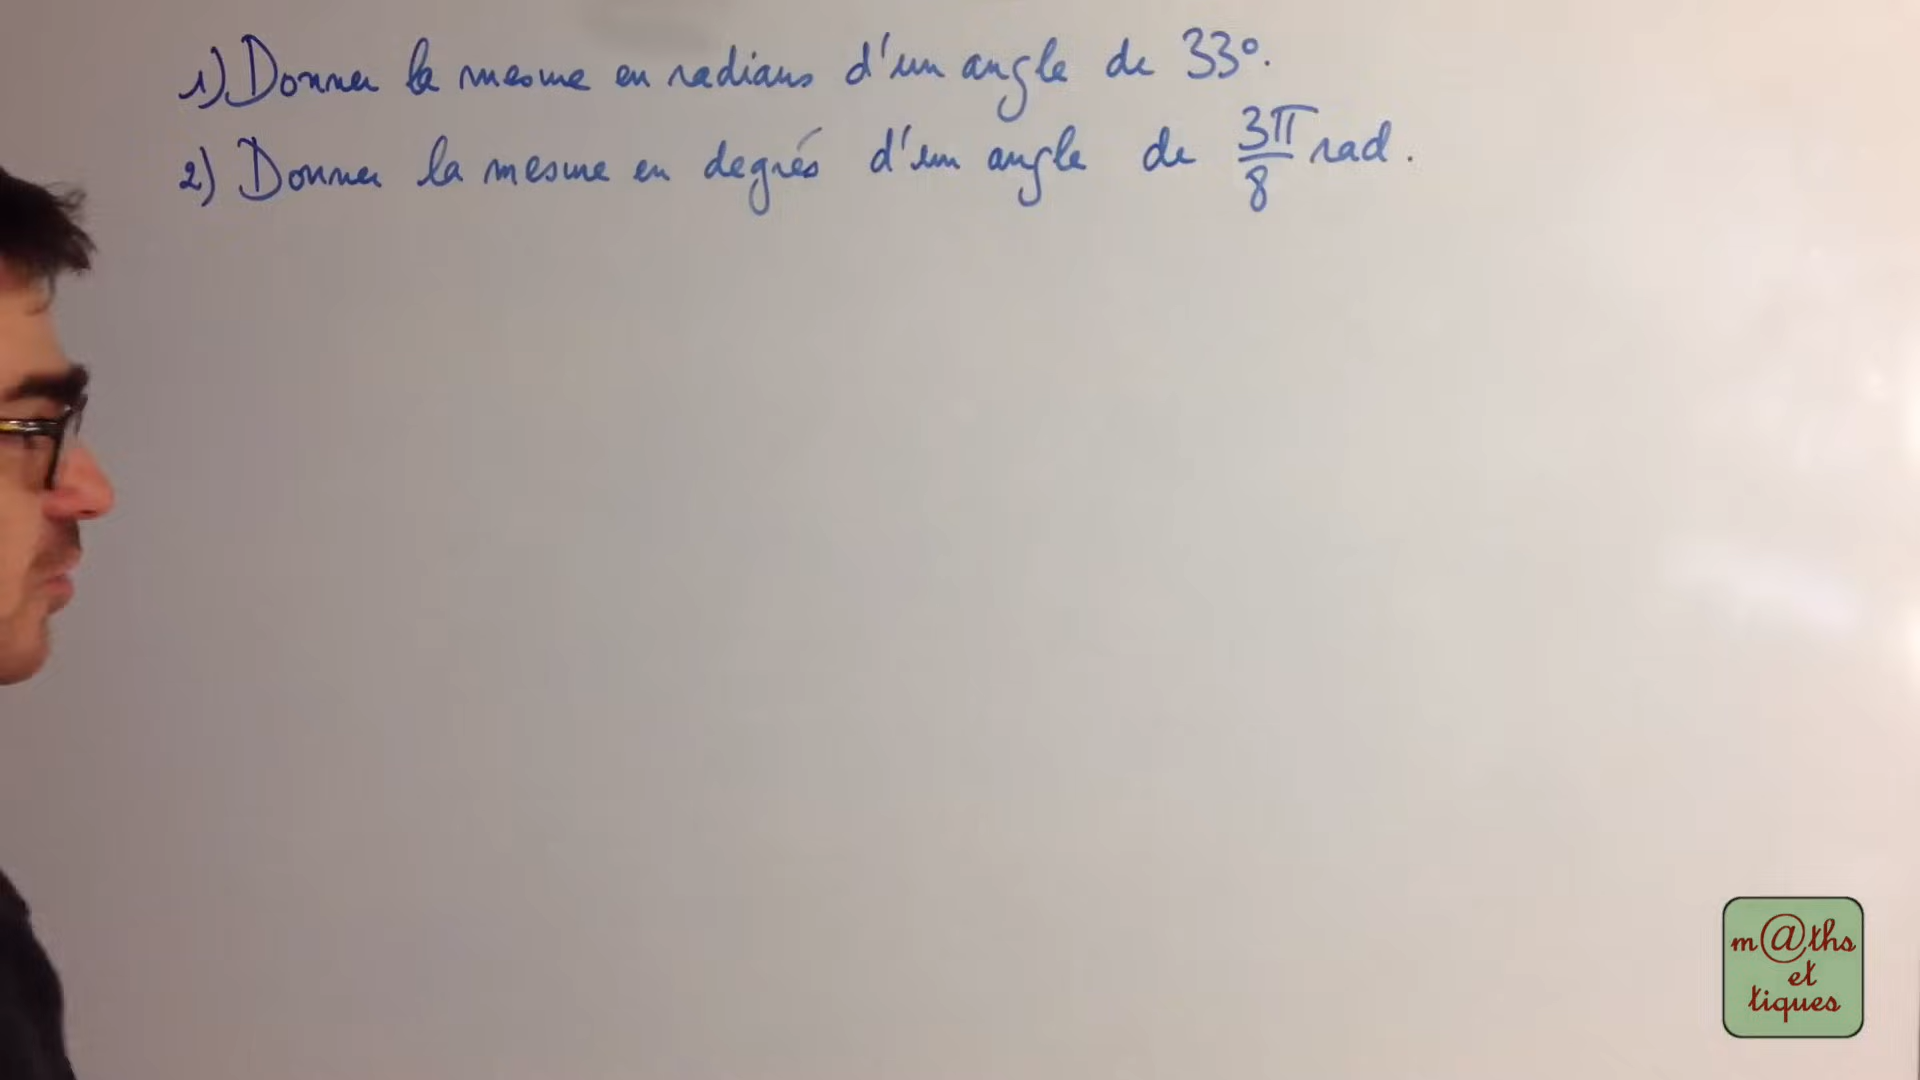 1) Donner la mesure en radians d'un angle de 33°.
2) Donner la mesure en degrés d'un angle de 3π/8 rad.
m@ths
et
tiques